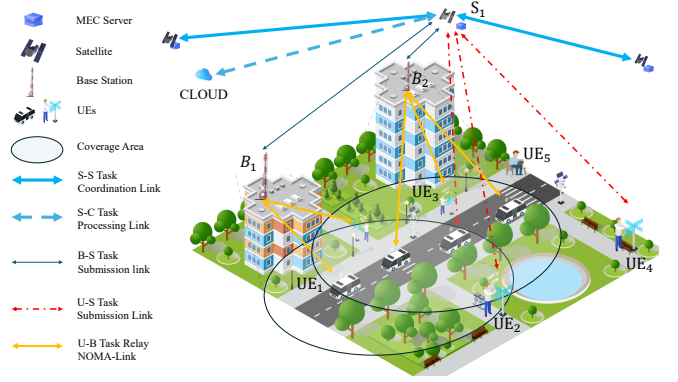 MEC Server
Satellite
Base Station
UEs
Coverage Area
S-S Task
Coordination Link
S-C Task
Processing Link
B-S Task
Submission link
U-S Task
Submission Link
U-B Task Relay
NOMA-Link
S1
CLOUD
B2
B1
UE5
UE3
UE4
UE1
UE2